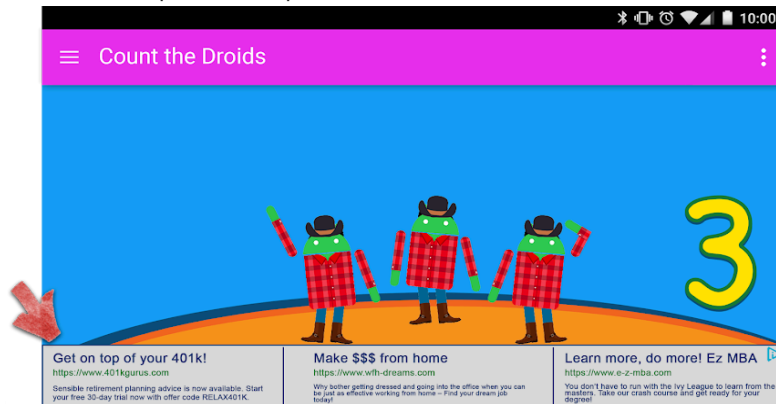 10:00
Count the Droids
3
Get on top of your 401k!
https://www.401kgurus.com
Sensible retirement planning advice is now available. Start
your free 30-day trial now with offer code RELAX401K.
Make $$$ from home
https://www.wfh-dreams.com
Why bother getting dressed and going into the office when you can
be just as effective working from home – Find your dream job
today!
Learn more, do more! Ez MBA
https://www.e-z-mba.com
You don't have to run with the Ivy League to learn from the
masters. Take our crash course and get ready for your
degree!